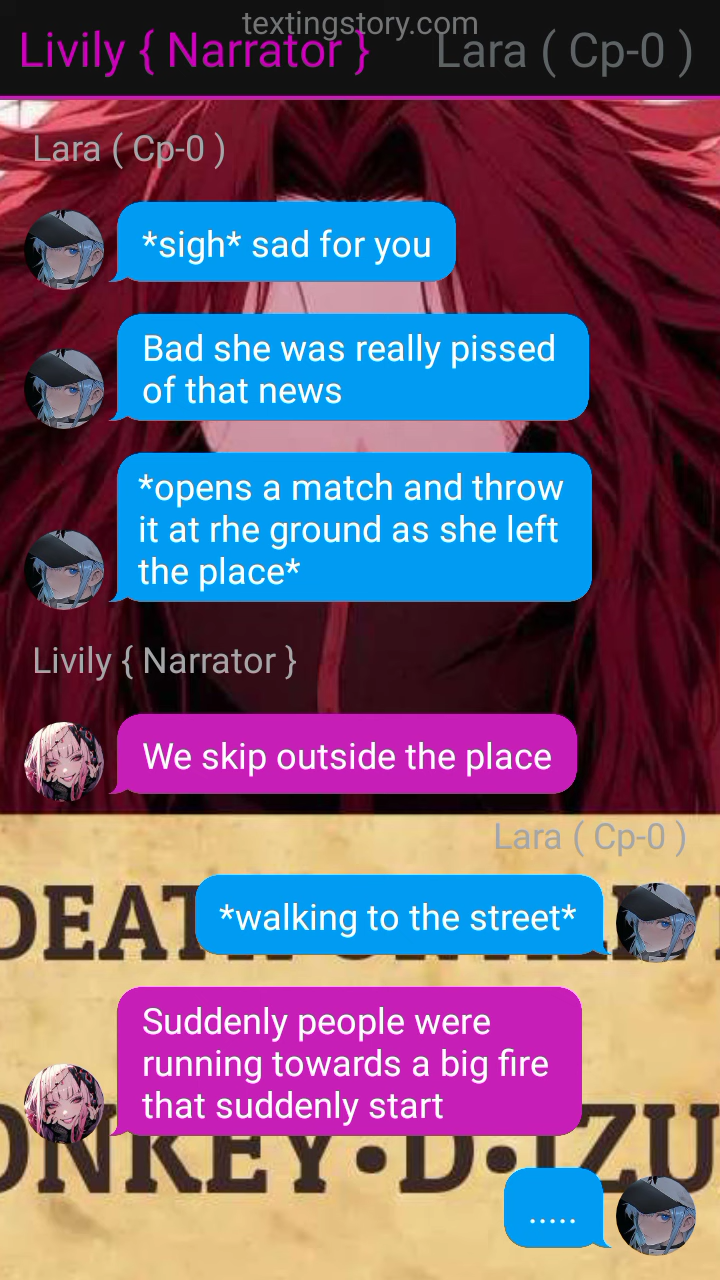 textingstory.com
Livily { Narrator }
Lara ( Cp-0 )
Lara ( Cp-0 )
*sigh* sad for you
Bad she was really pissed
of that news
*opens a match and throw
it at rhe ground as she left
the place*
Livily { Narrator }
We skip outside the place
Lara ( Cp-0 )
*walking to the street*
Suddenly people were
running towards a big fire
that suddenly start
ONKEY•D•IZU
.....